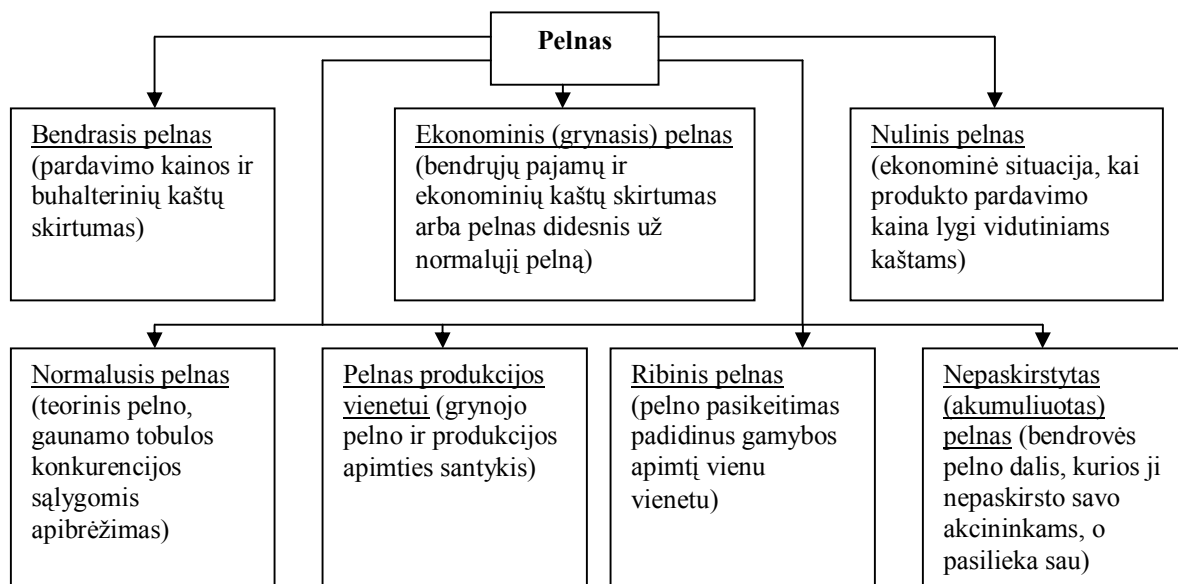 Pelnas
Bendrasis pelnas
(pardavimo kainos ir
buhalterinių kaštų
skirtumas)
Ekonominis (grynasis) pelnas
(bendrųjų pajamų ir
ekonominių kaštų skirtumas
arba pelnas didesnis už
normalųjį pelną)
Nulinis pelnas
(ekonominė situacija, kai
produkto pardavimo
kaina lygi vidutiniams
kaštams)
Normalusis pelnas
(teorinis pelno,
gaunamo tobulos
konkurencijos
sąlygomis
apibrėžimas)
Pelnas produkcijos
vienetui (grynojo
pelno ir produkcijos
apimties santykis)
Ribinis pelnas
(pelno pasikeitimas
padidinus gamybos
apimtį vienu
vienetu)
Nepaskirstytas
(akumuliuotas)
pelnas (bendrovės
pelno dalis, kurios ji
nepaskirsto savo
akcininkams, o
pasilieka sau)